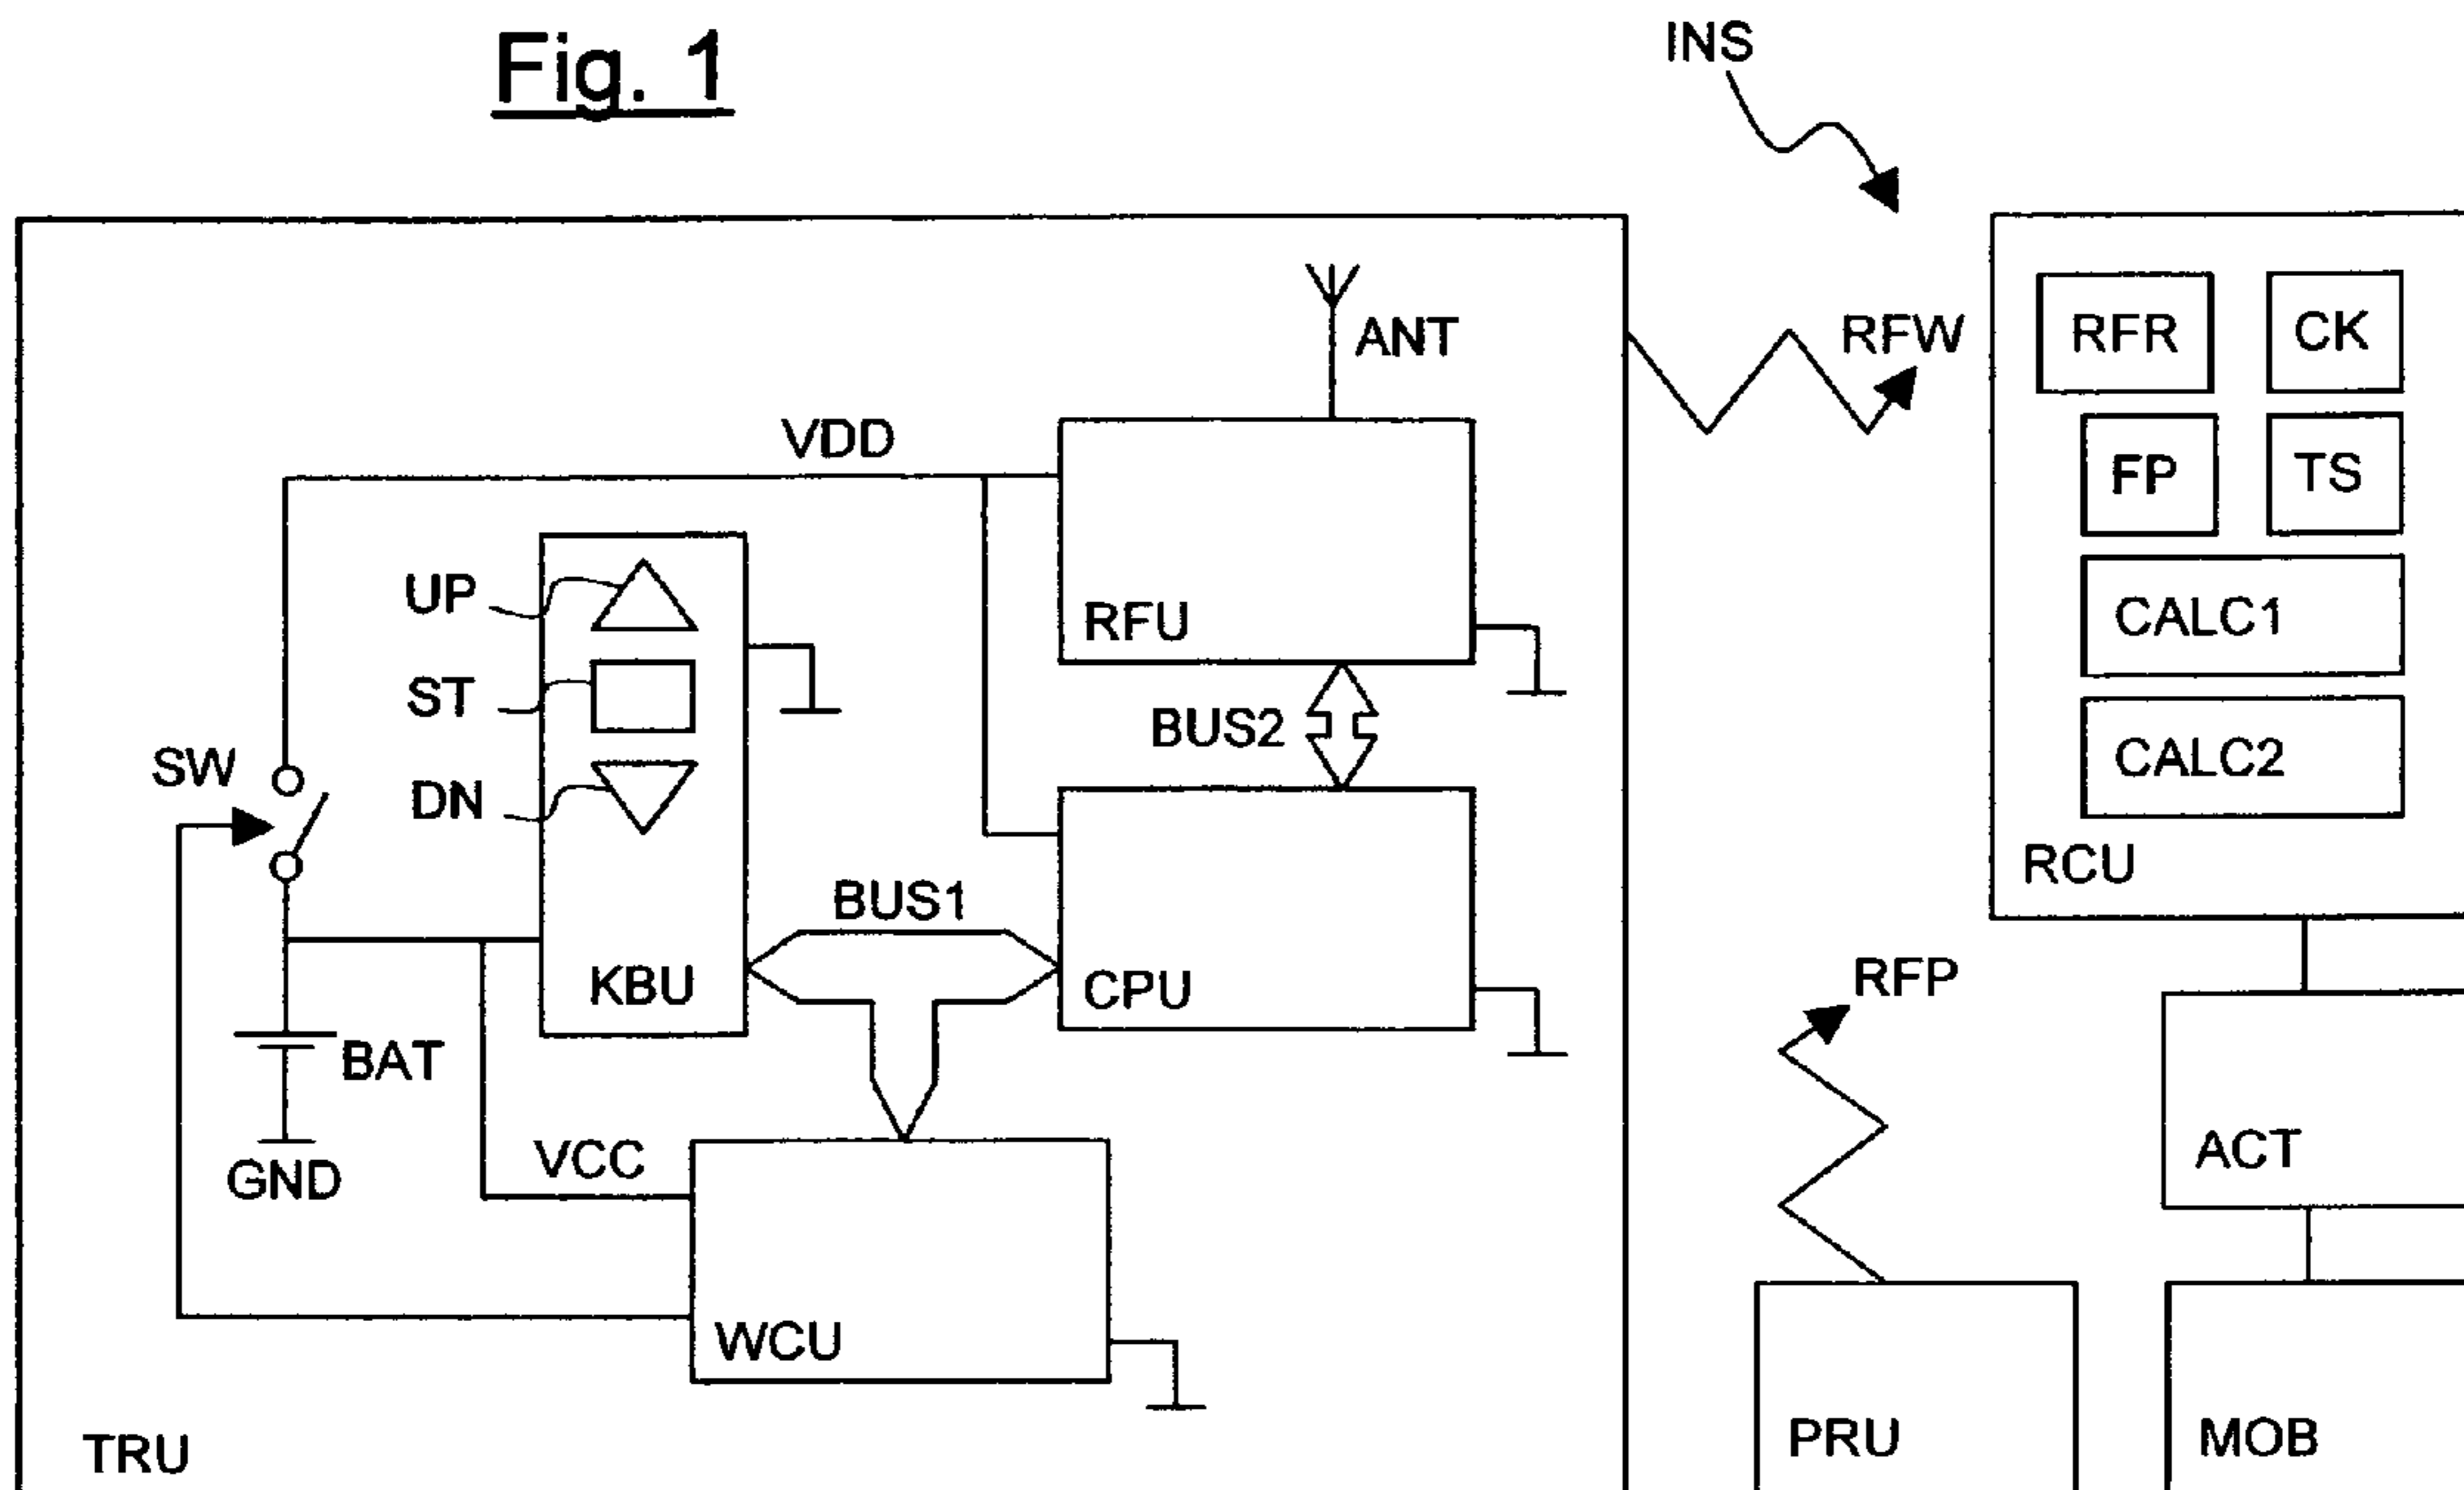 Fig. 1
INS
ANT
RFW
RFR
CK
VDD
FP
TS
UP
RFU
CALC1
ST
BUS2
CALC2
SW
DN
RCU
BUS1
KBU
CPU
RFP
BAT
VCC
GND
ACT
WCU
TRU
PRU
MOB